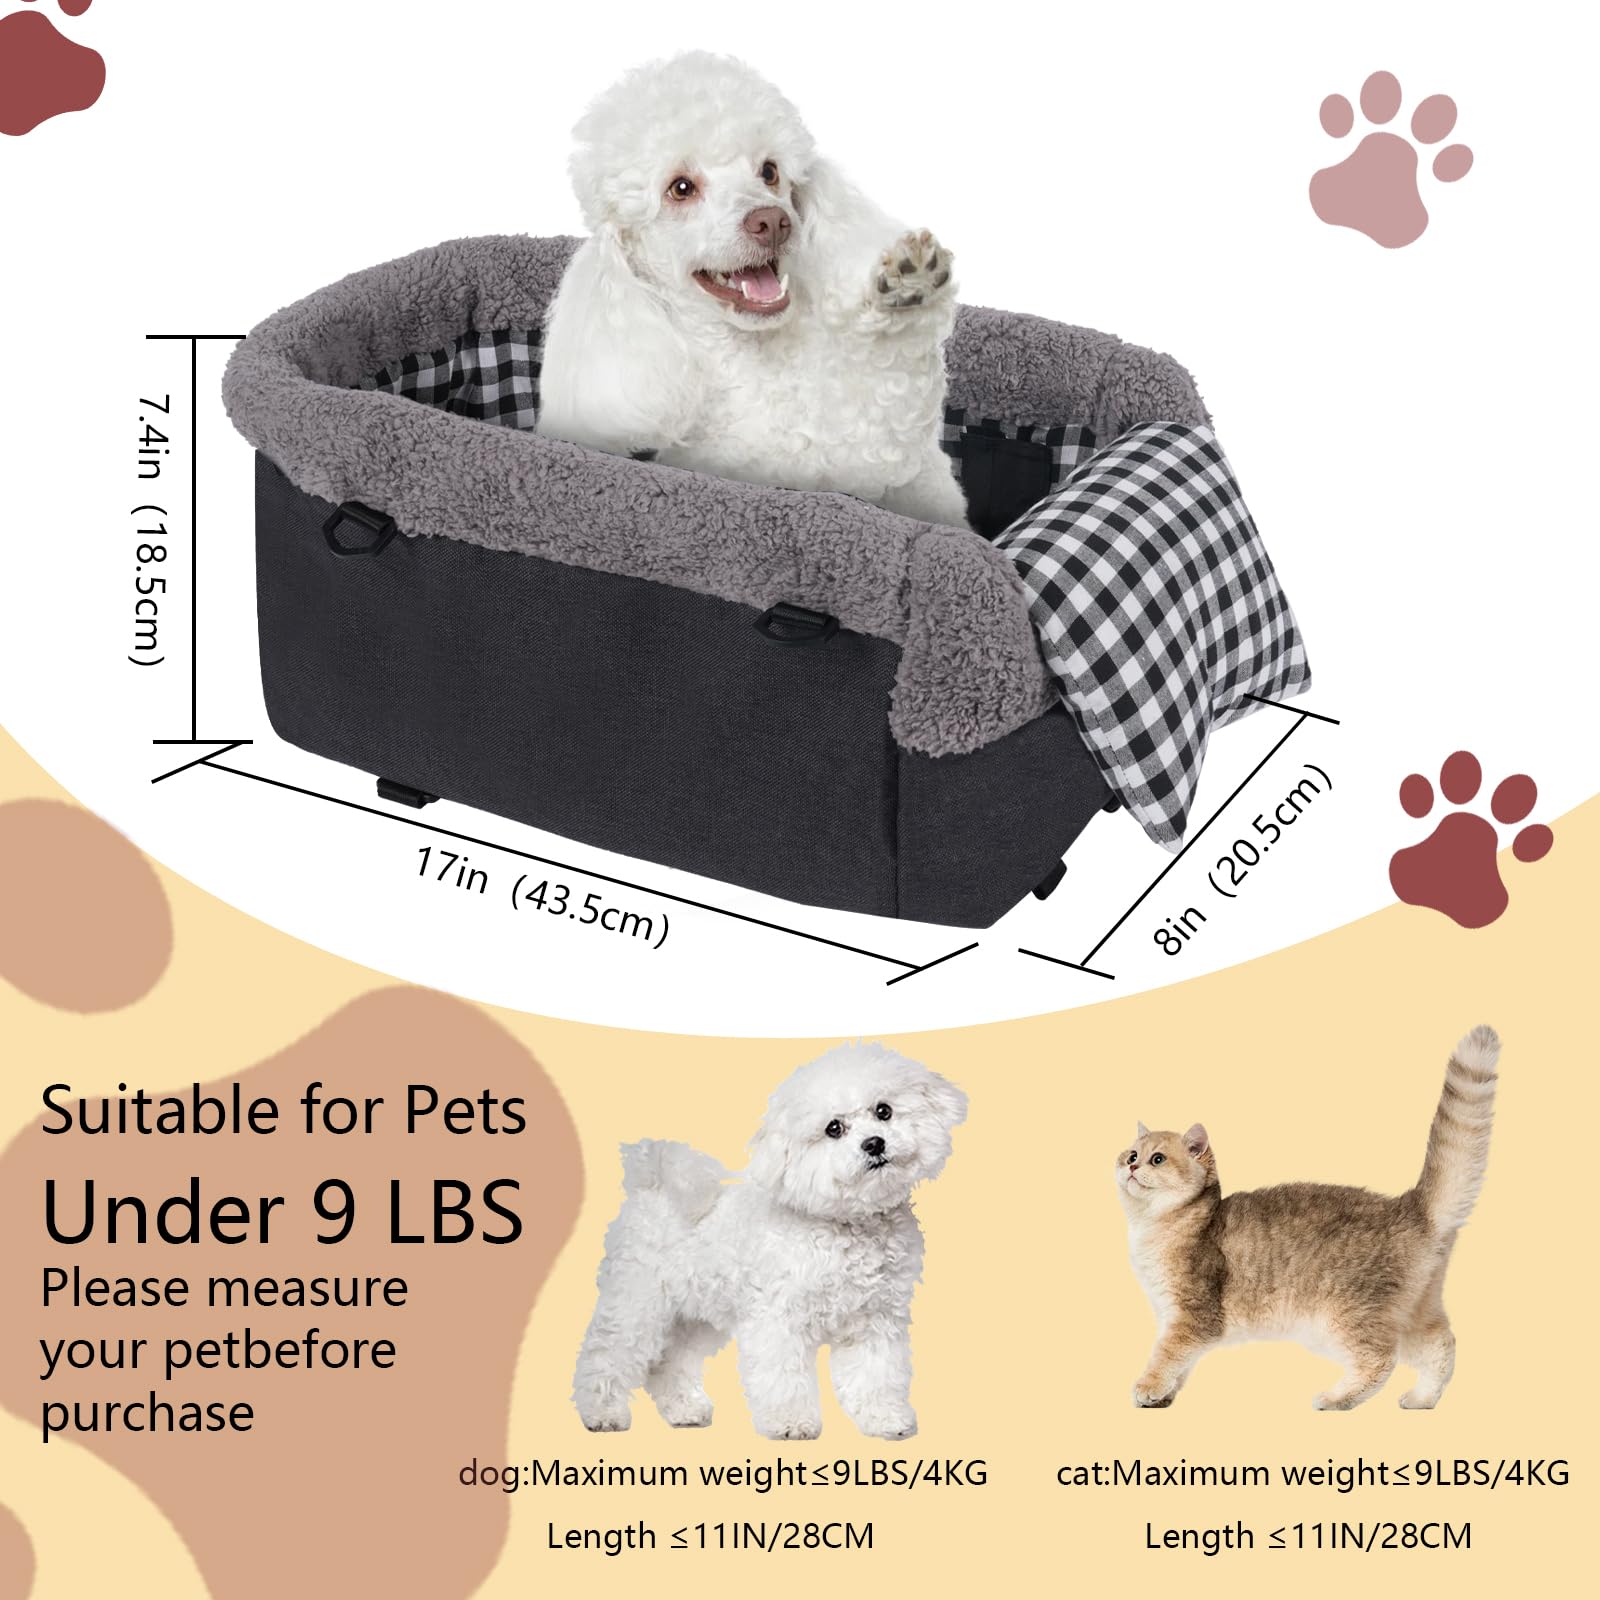 7.4in（18.5cm）
17in（43.5cm）
8in（20.5cm）
Suitable for Pets
Under 9 LBS
Please measure
your petbefore
purchase
dog:Maximum weight≤9LBS/4KG
Length ≤11IN/28CM
cat:Maximum weight≤9LBS/4KG
Length ≤11IN/28CM